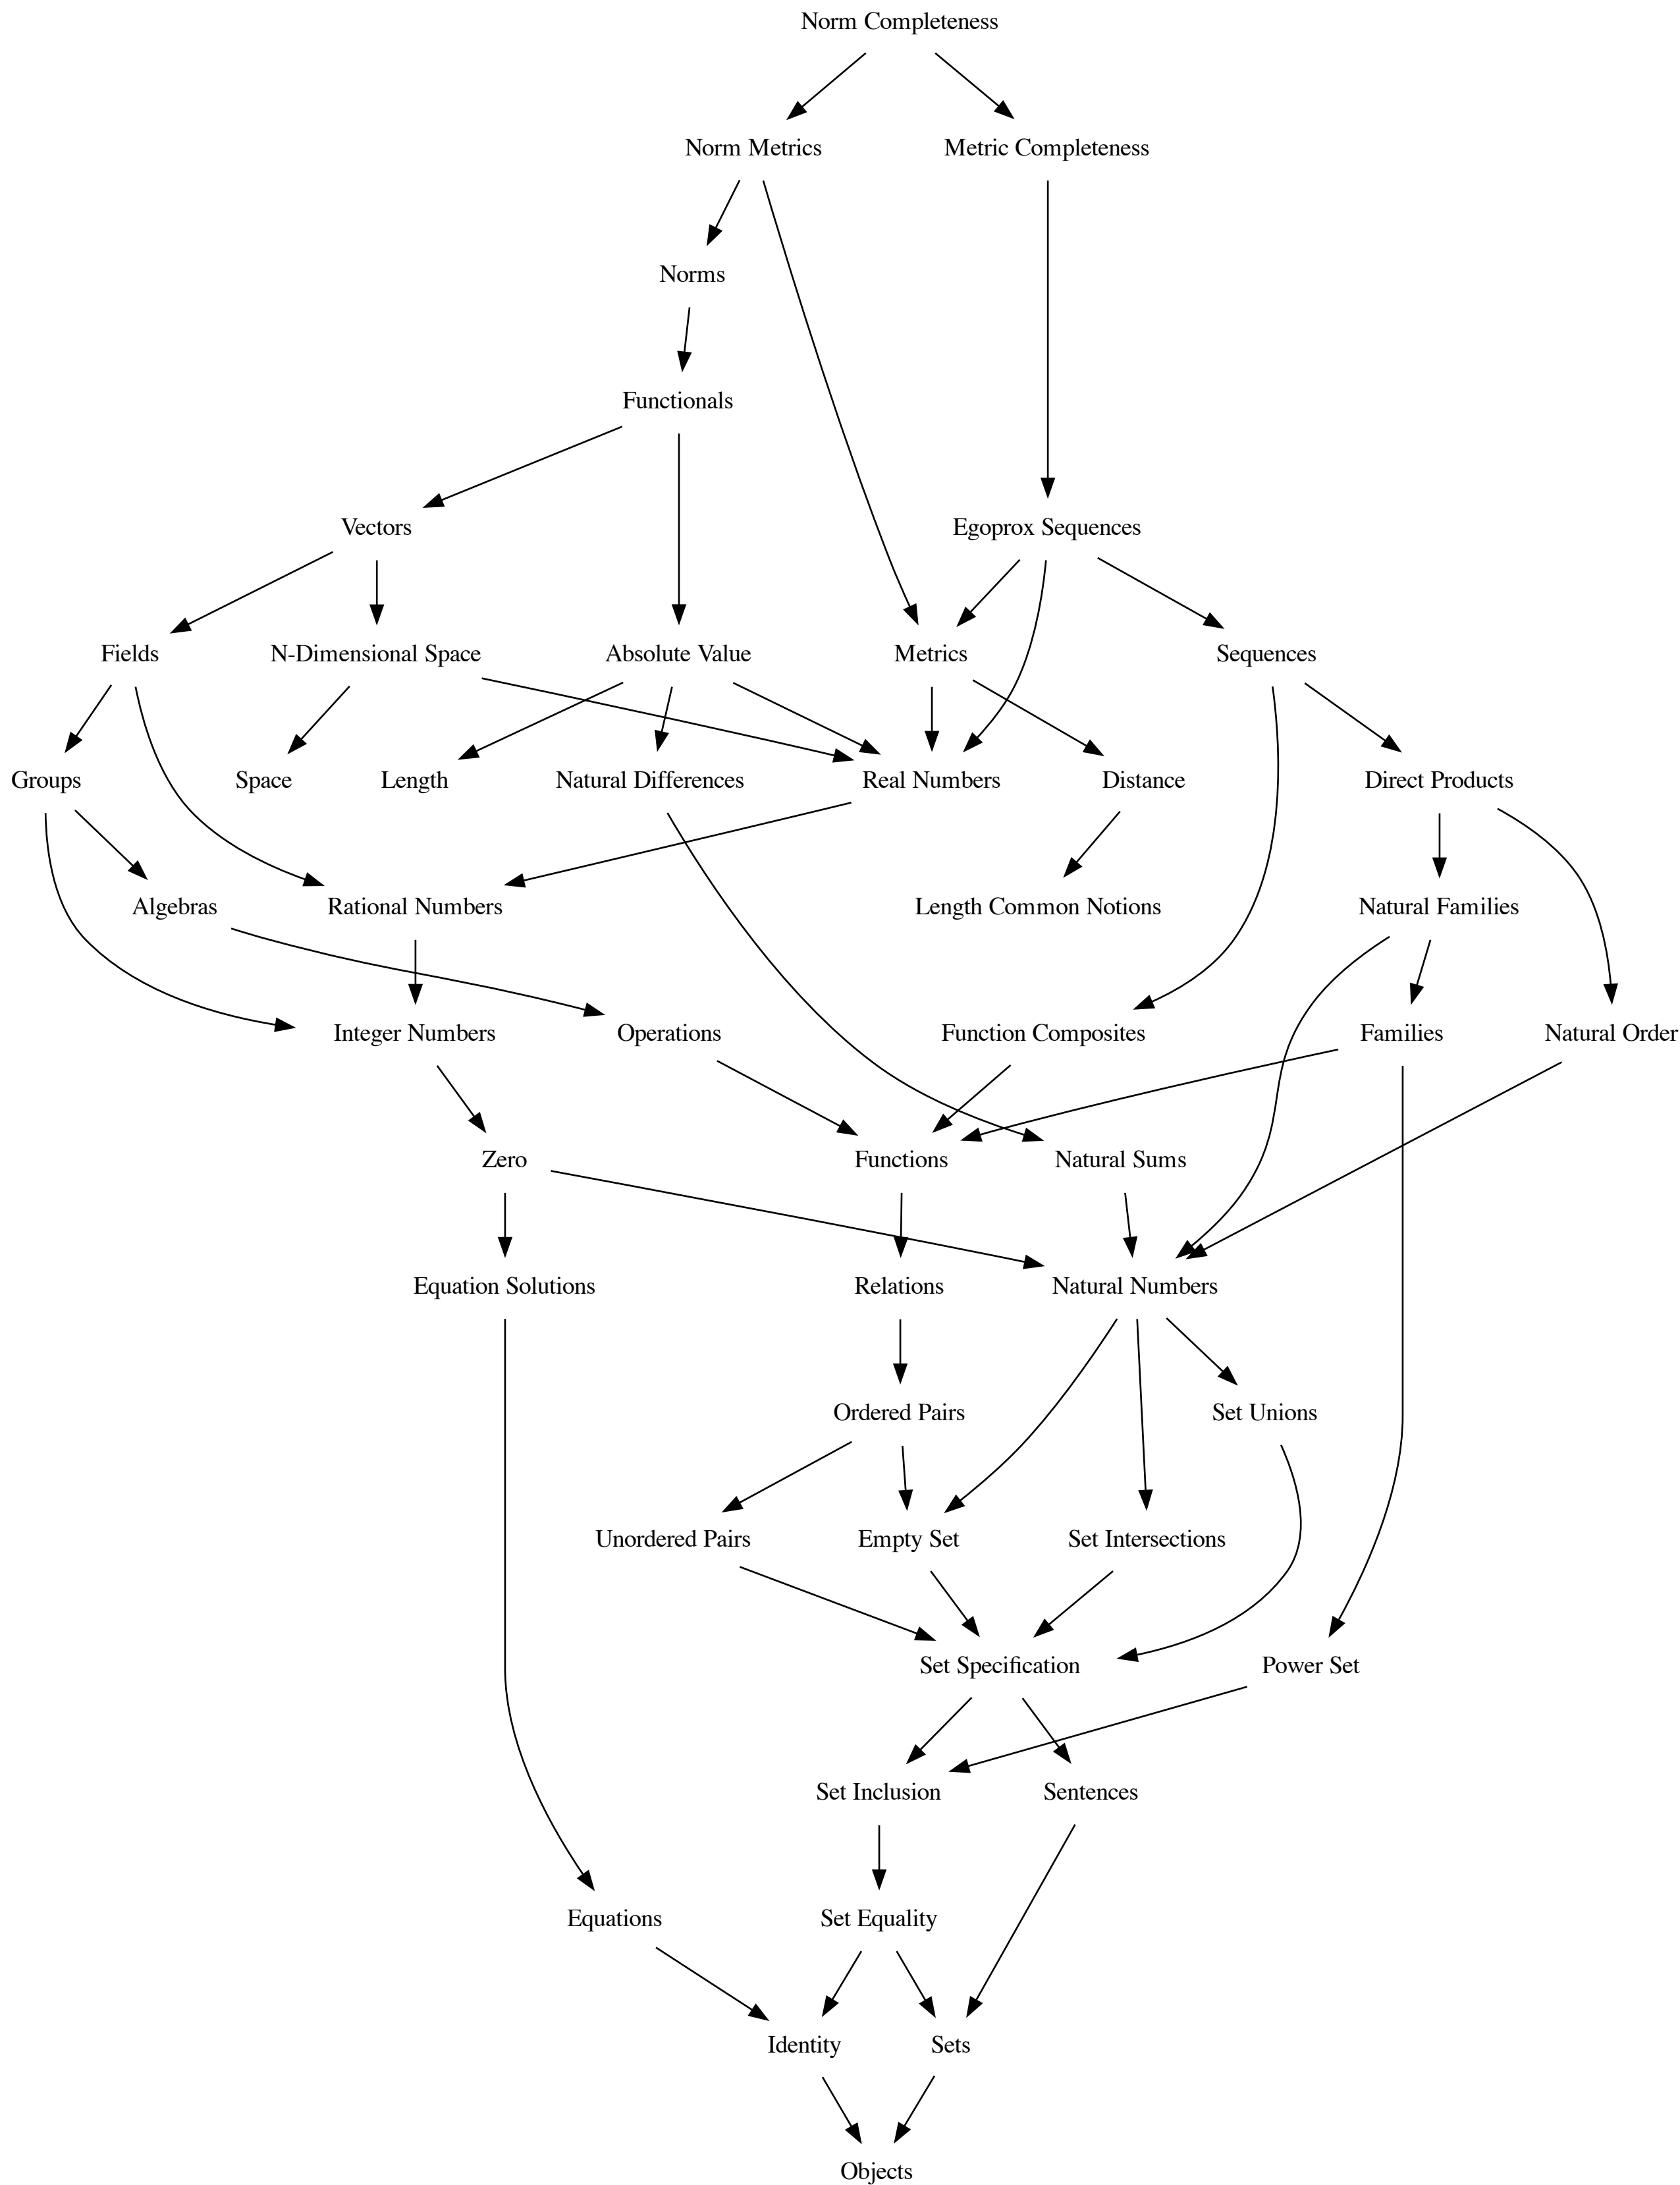 Norm Completeness
Norm Metrics
Metric Completeness
Norms
Functionals
Vectors
Egoprox Sequences
Fields
N-Dimensional Space
Absolute Value
Metrics
Sequences
Groups
Space
Length
Natural Differences
Real Numbers
Distance
Direct Products
Algebras
Rational Numbers
Length Common Notions
Natural Families
Integer Numbers
Operations
Function Composites
Families
Natural Order
Zero
Functions
Natural Sums
Equation Solutions
Relations
Natural Numbers
Ordered Pairs
Set Unions
Unordered Pairs
Empty Set
Set Intersections
Set Specification
Power Set
Set Inclusion
Sentences
Equations
Set Equality
Identity
Sets
Objects